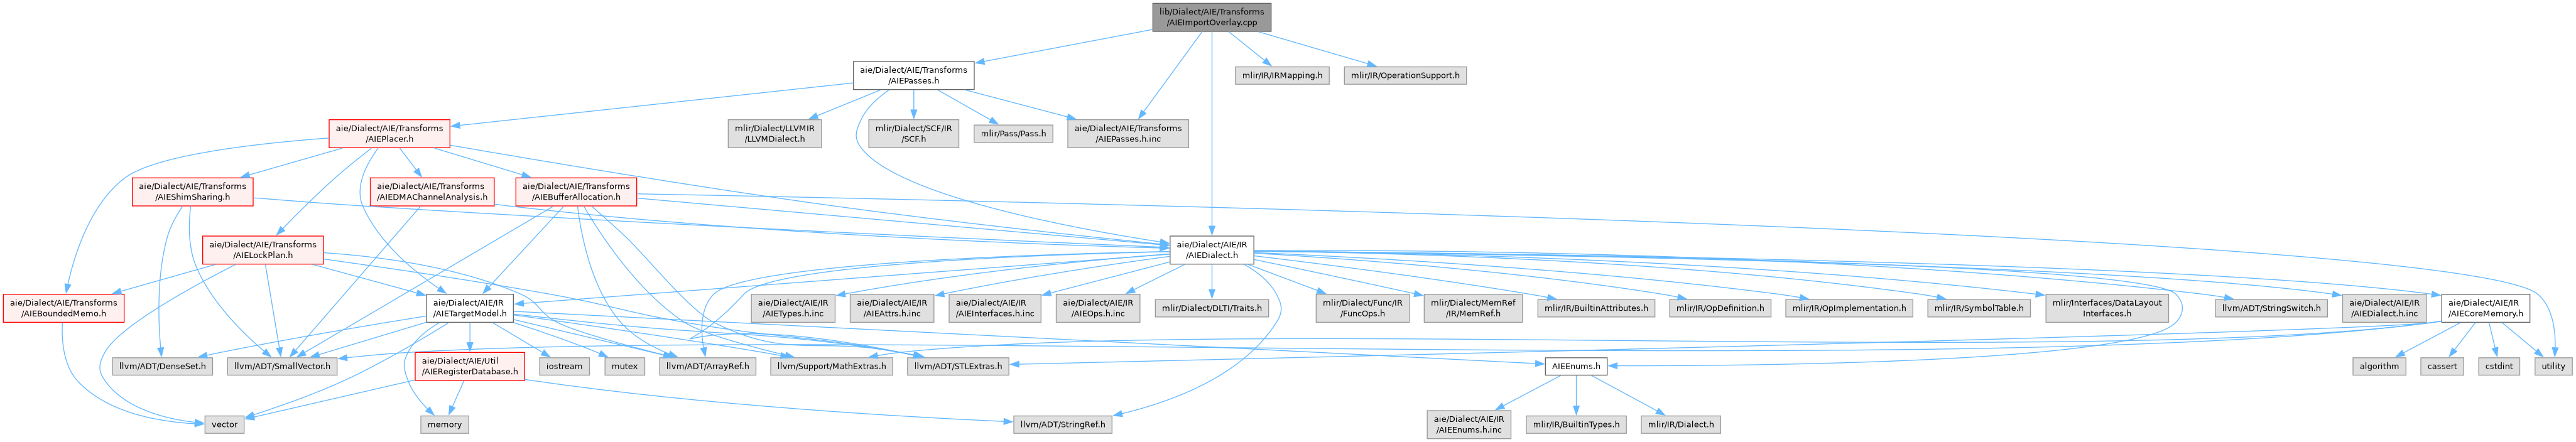 lib/Dialect/AIE/Transforms
/AIEImportOverlay.cpp
aie/Dialect/AIE/Transforms
/AIEPasses.h
mlir/IR/IRMapping.h
mlir/IR/OperationSupport.h
aie/Dialect/AIE/Transforms
/AIEPlacer.h
mlir/Dialect/LLVMIR
/LLVMDialect.h
mlir/Dialect/SCF/IR
/SCF.h
mlir/Pass/Pass.h
aie/Dialect/AIE/Transforms
/AIEPasses.h.inc
aie/Dialect/AIE/Transforms
/AIEShimSharing.h
aie/Dialect/AIE/Transforms
/AIEDMAChannelAnalysis.h
aie/Dialect/AIE/Transforms
/AIEBufferAllocation.h
aie/Dialect/AIE/Transforms
/AIELockPlan.h
aie/Dialect/AIE/IR
/AIEDialect.h
aie/Dialect/AIE/Transforms
/AIEBoundedMemo.h
aie/Dialect/AIE/IR
/AIETargetModel.h
aie/Dialect/AIE/IR
/AIETypes.h.inc
aie/Dialect/AIE/IR
/AIEAttrs.h.inc
aie/Dialect/AIE/IR
/AIEInterfaces.h.inc
aie/Dialect/AIE/IR
/AIEOps.h.inc
mlir/Dialect/DLTI/Traits.h
mlir/Dialect/Func/IR
/FuncOps.h
mlir/Dialect/MemRef
/IR/MemRef.h
mlir/IR/BuiltinAttributes.h
mlir/IR/OpDefinition.h
mlir/IR/OpImplementation.h
mlir/IR/SymbolTable.h
mlir/Interfaces/DataLayout
Interfaces.h
llvm/ADT/StringSwitch.h
aie/Dialect/AIE/IR
/AIEDialect.h.inc
aie/Dialect/AIE/IR
/AIECoreMemory.h
llvm/ADT/DenseSet.h
llvm/ADT/SmallVector.h
aie/Dialect/AIE/Util
/AIERegisterDatabase.h
iostream
mutex
llvm/ADT/ArrayRef.h
llvm/Support/MathExtras.h
llvm/ADT/STLExtras.h
AIEEnums.h
algorithm
cassert
cstdint
utility
vector
memory
llvm/ADT/StringRef.h
aie/Dialect/AIE/IR
/AIEEnums.h.inc
mlir/IR/BuiltinTypes.h
mlir/IR/Dialect.h